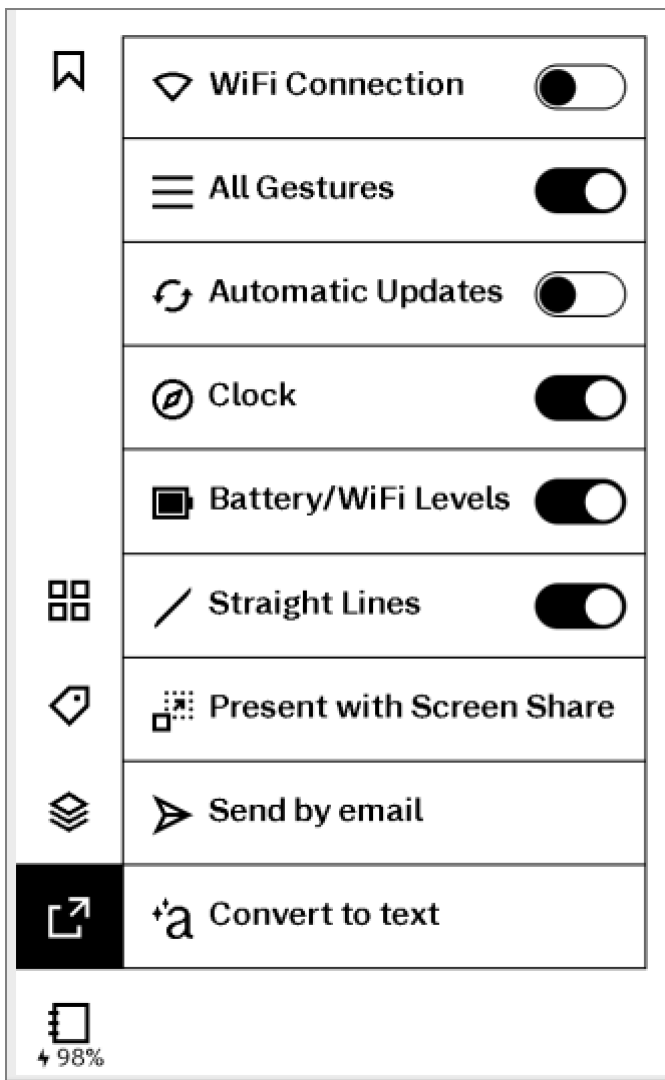 WiFi Connection
All Gestures
Automatic Updates
Clock
Battery/WiFi Levels
Straight Lines
Present with Screen Share
Send by email
Convert to text
98%